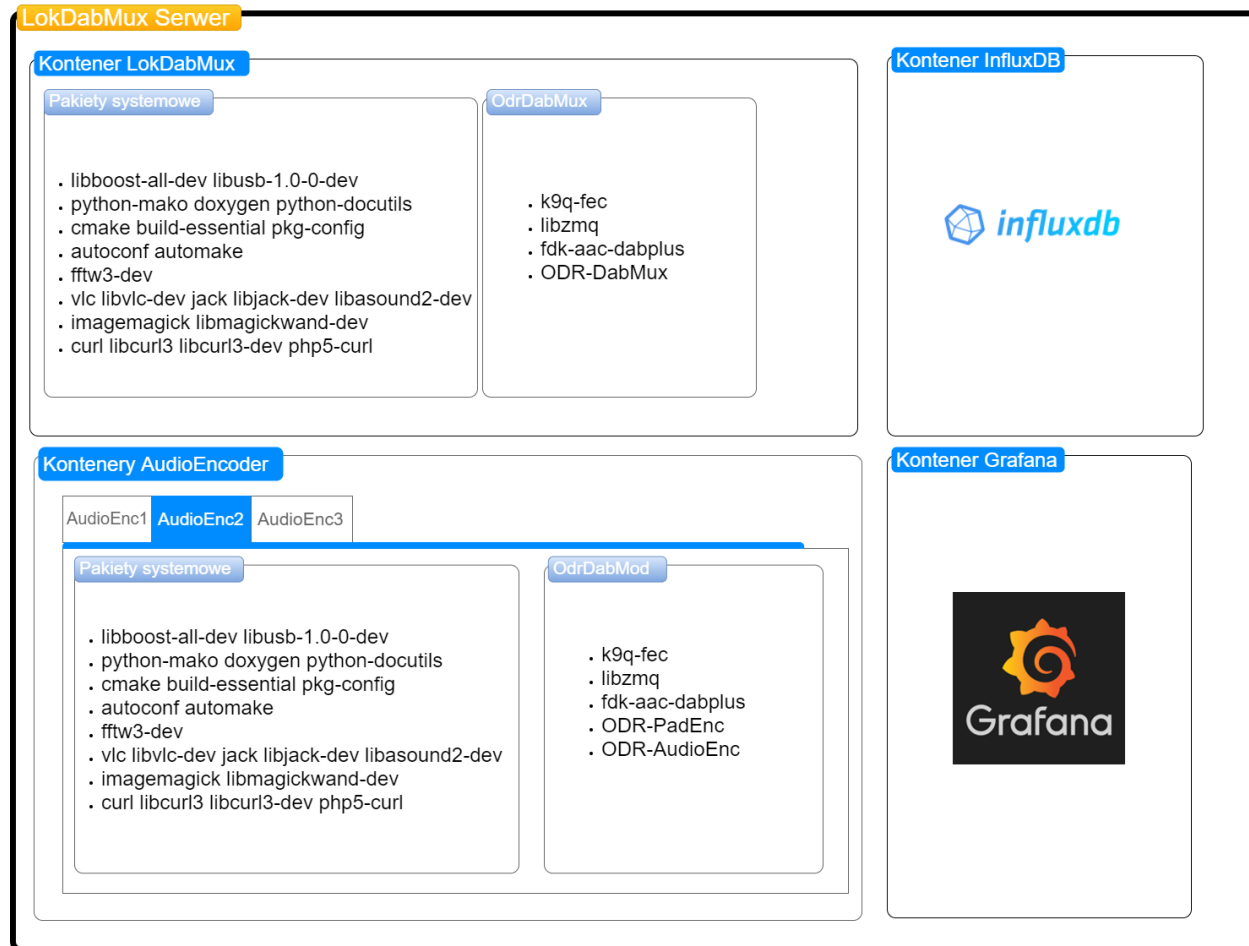 LokDabMux Serwer
Kontener LokDabMux
Pakiety systemowe
libboost-all-dev libusb-1.0-0-dev
python-mako doxygen python-docutils
cmake build-essential pkg-config
autoconf automake
fftw3-dev
vlc libvlc-dev jack libjack-dev libasound2-dev
imagemagick libmagickwand-dev
curl libcurl3 libcurl3-dev php5-curl
OdrDabMux
k9q-fec
libzmq
fdk-aac-dabplus
ODR-DabMux
Kontener InfluxDB
influxdb
Kontenery AudioEncoder
AudioEnc1 AudioEnc2 AudioEnc3
Pakiety systemowe
libboost-all-dev libusb-1.0-0-dev
python-mako doxygen python-docutils
cmake build-essential pkg-config
autoconf automake
fftw3-dev
vlc libvlc-dev jack libjack-dev libasound2-dev
imagemagick libmagickwand-dev
curl libcurl3 libcurl3-dev php5-curl
OdrDabMod
k9q-fec
libzmq
fdk-aac-dabplus
ODR-PadEnc
ODR-AudioEnc
Kontener Grafana
Grafana